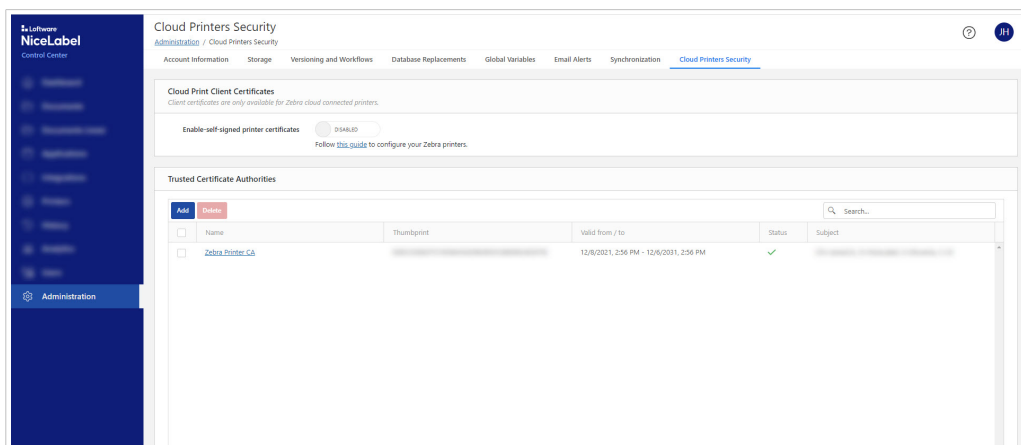 Loftware
NiceLabel
Control Center
Administration
Cloud Printers Security
Administration / Cloud Printers Security
? JH
Account Information Storage Versioning and Workflows Database Replacements Global Variables Email Alerts Synchronization Cloud Printers Security
Cloud Print Client Certificates
Client certificates are only available for Zebra cloud connected printers.
Enable-self-signed printer certificates DISABLED
Follow this guide to configure your Zebra printers.
Trusted Certificate Authorities
Add Delete Search...
Name Thumbprint Valid from / to Status Subject
Zebra Printer CA 12/8/2021, 2:56 PM - 12/6/2031, 2:56 PM